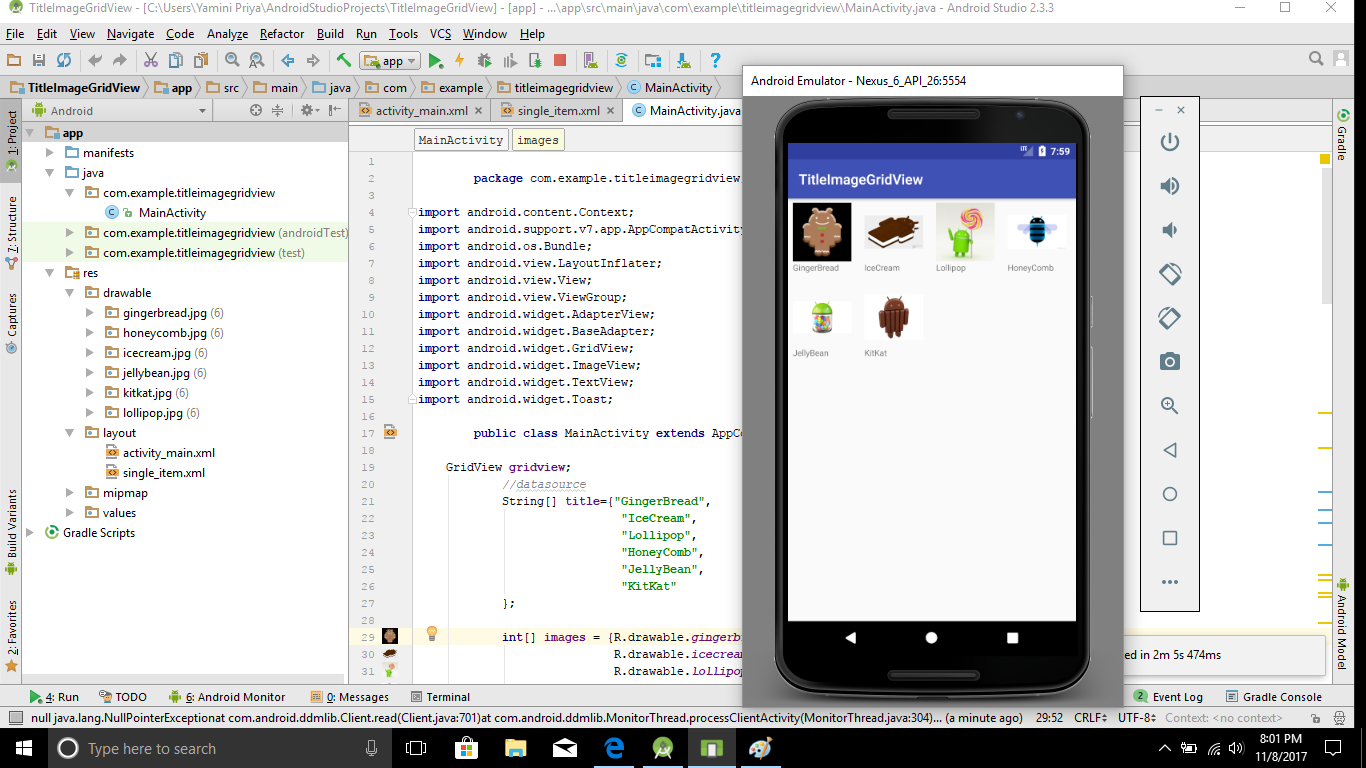 TitleImageGridView - [C:\Users\Yamini Priya\AndroidStudioProjects\TitleImageGridView] - [app] - ...\app\src\main\java\com\example\titleimagegridview\MainActivity.java - Android Studio 2.3.3
File Edit View Navigate Code Analyze Refactor Build Run Tools VCS Window Help
app
TitleImageGridView app src main java com example titleimagegridview MainActivity
Android
activity_main.xml single_item.xml MainActivity.java
MainActivity images
1: Project
7: Structure
Captures
Build Variants
2: Favorites
app
manifests
java
com.example.titleimagegridview
MainActivity
com.example.titleimagegridview (androidTest)
com.example.titleimagegridview (test)
res
drawable
gingerbread.jpg (6)
honeycomb.jpg (6)
icecream.jpg (6)
jellybean.jpg (6)
kitkat.jpg (6)
lollipop.jpg (6)
layout
activity_main.xml
single_item.xml
mipmap
values
Gradle Scripts
1
2 package com.example.titleimagegridview
4 import android.content.Context;
5 import android.support.v7.app.AppCompatActivity
6 import android.os.Bundle;
7 import android.view.LayoutInflater;
8 import android.view.View;
9 import android.view.ViewGroup;
10 import android.widget.AdapterView;
11 import android.widget.BaseAdapter;
12 import android.widget.GridView;
13 import android.widget.ImageView;
14 import android.widget.TextView;
15 import android.widget.Toast;
16
17 public class MainActivity extends AppCo
18
19 GridView gridview;
20 //datasource
21 String[] title={"GingerBread",
22 "IceCream",
23 "Lollipop",
24 "HoneyComb",
25 "JellyBean",
26 "KitKat"
27 };
28
29 int[] images = {R.drawable.gingerb
30 R.drawable.icecream
31 R.drawable.lollipop
Android Emulator - Nexus_6_API_26:5554
7:59
TitleImageGridView
GingerBread IceCream Lollipop HoneyComb
JellyBean KitKat
Gradle
Android Model
ed in 2m 5s 474ms
4: Run TODO 6: Android Monitor 0: Messages Terminal 2 Event Log Gradle Console
null java.lang.NullPointerExceptionat com.android.ddmlib.Client.read(Client.java:701)at com.android.ddmlib.MonitorThread.processClientActivity(MonitorThread.java:304)... (a minute ago) 29:52 CRLF UTF-8 Context: <no context>
Type here to search
8:01 PM
11/8/2017